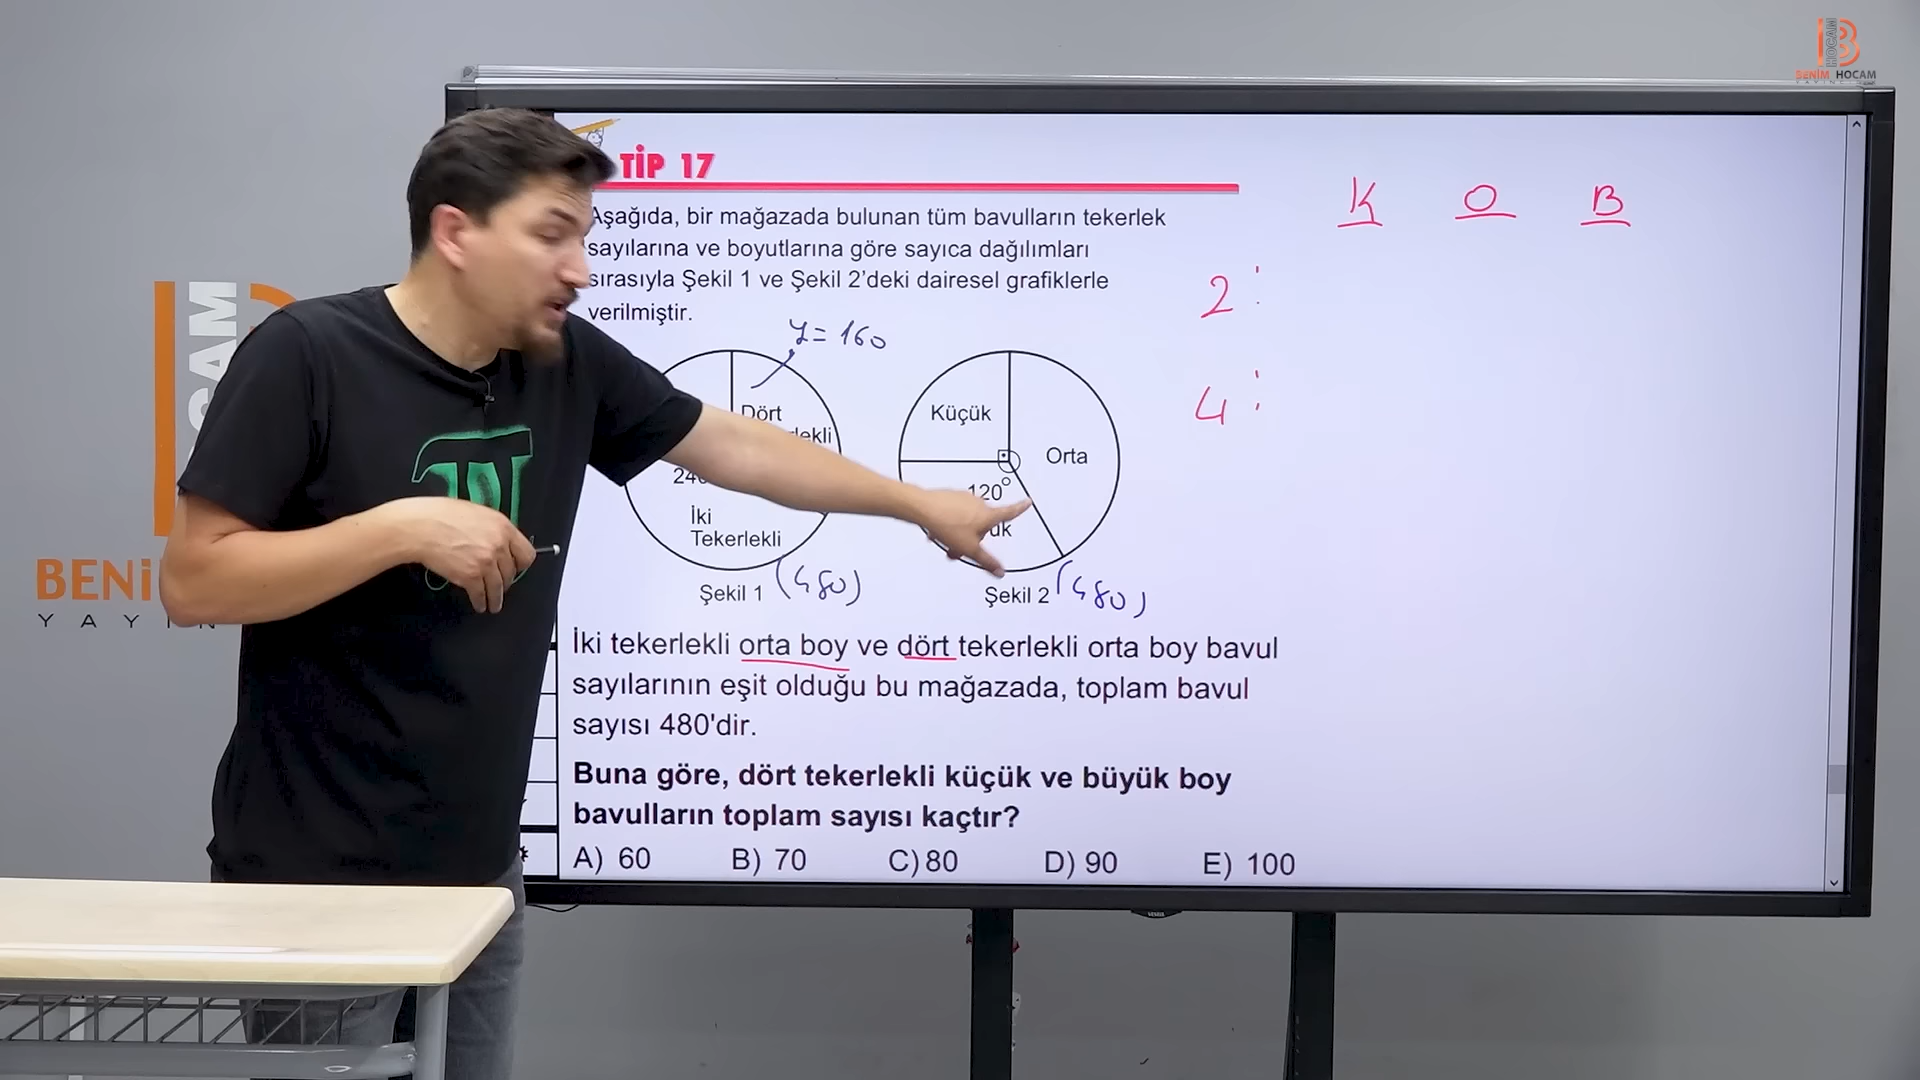 BENİM HOCAM
TİP 17
Aşağıda, bir mağazada bulunan tüm bavulların tekerlek
sayılarına ve boyutlarına göre sayıca dağılımları
sırasıyla Şekil 1 ve Şekil 2'deki dairesel grafiklerle
verilmiştir.
K O B
2:
4:
y = 160
Dört
Küçük
Orta
120°
İki
Tekerlekli
Şekil 1 (480)
Şekil 2 (480)
İki tekerlekli orta boy ve dört tekerlekli orta boy bavul
sayılarının eşit olduğu bu mağazada, toplam bavul
sayısı 480'dir.
Buna göre, dört tekerlekli küçük ve büyük boy
bavulların toplam sayısı kaçtır?
A) 60 B) 70 C) 80 D) 90 E) 100